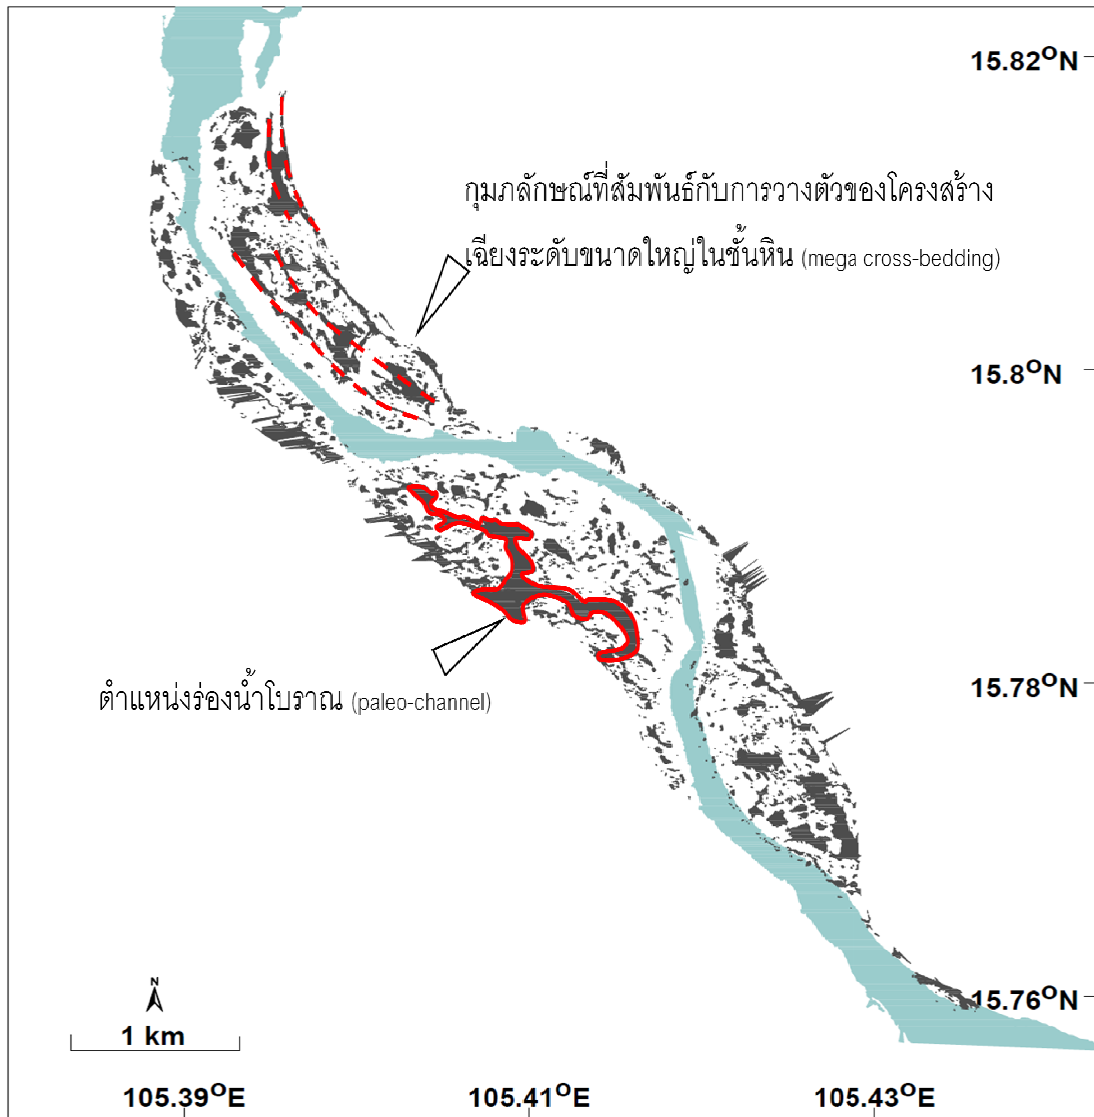 15.82°N
กุมภลักษณ์ที่สัมพันธ์กับการวางตัวของโครงสร้าง
เฉียงระดับขนาดใหญ่ในชั้นหิน (mega cross-bedding)
15.8°N
15.78°N
ตำแหน่งร่องน้ำโบราณ (paleo-channel)
N
1 km
15.76°N
105.39°E
105.41°E
105.43°E